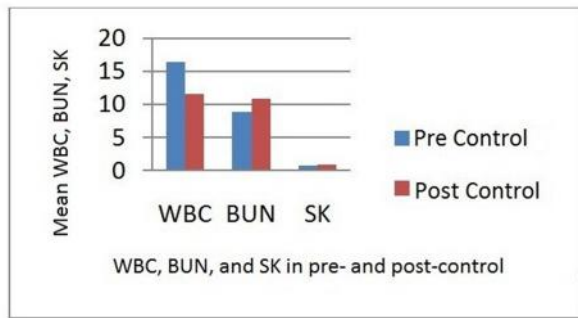 Mean WBC, BUN, SK
20
15
10
5
0
WBC BUN SK
Pre Control
Post Control
WBC, BUN, and SK in pre- and post-control